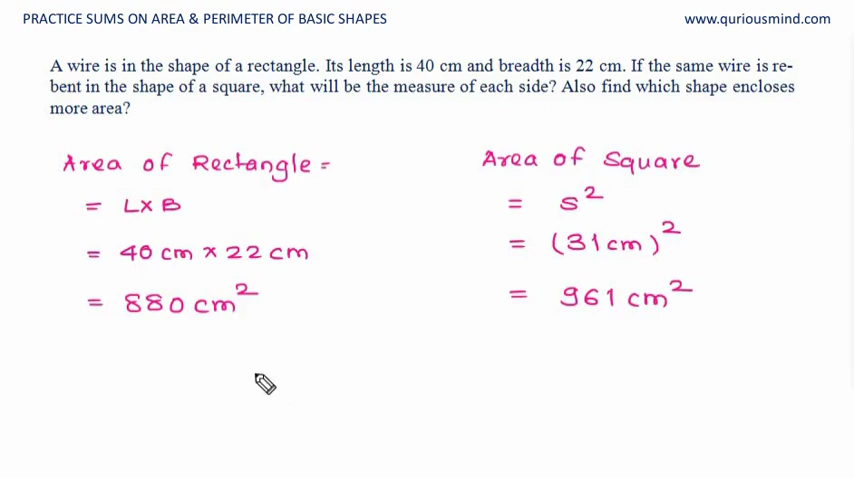 PRACTICE SUMS ON AREA & PERIMETER OF BASIC SHAPES
www.quriousmind.com
A wire is in the shape of a rectangle. Its length is 40 cm and breadth is 22 cm. If the same wire is re-
bent in the shape of a square, what will be the measure of each side? Also find which shape encloses
more area?
Area of Rectangle =
= L × B
= 40 cm × 22 cm
= 880 cm²
Area of Square
= s²
= (31 cm)²
= 961 cm²